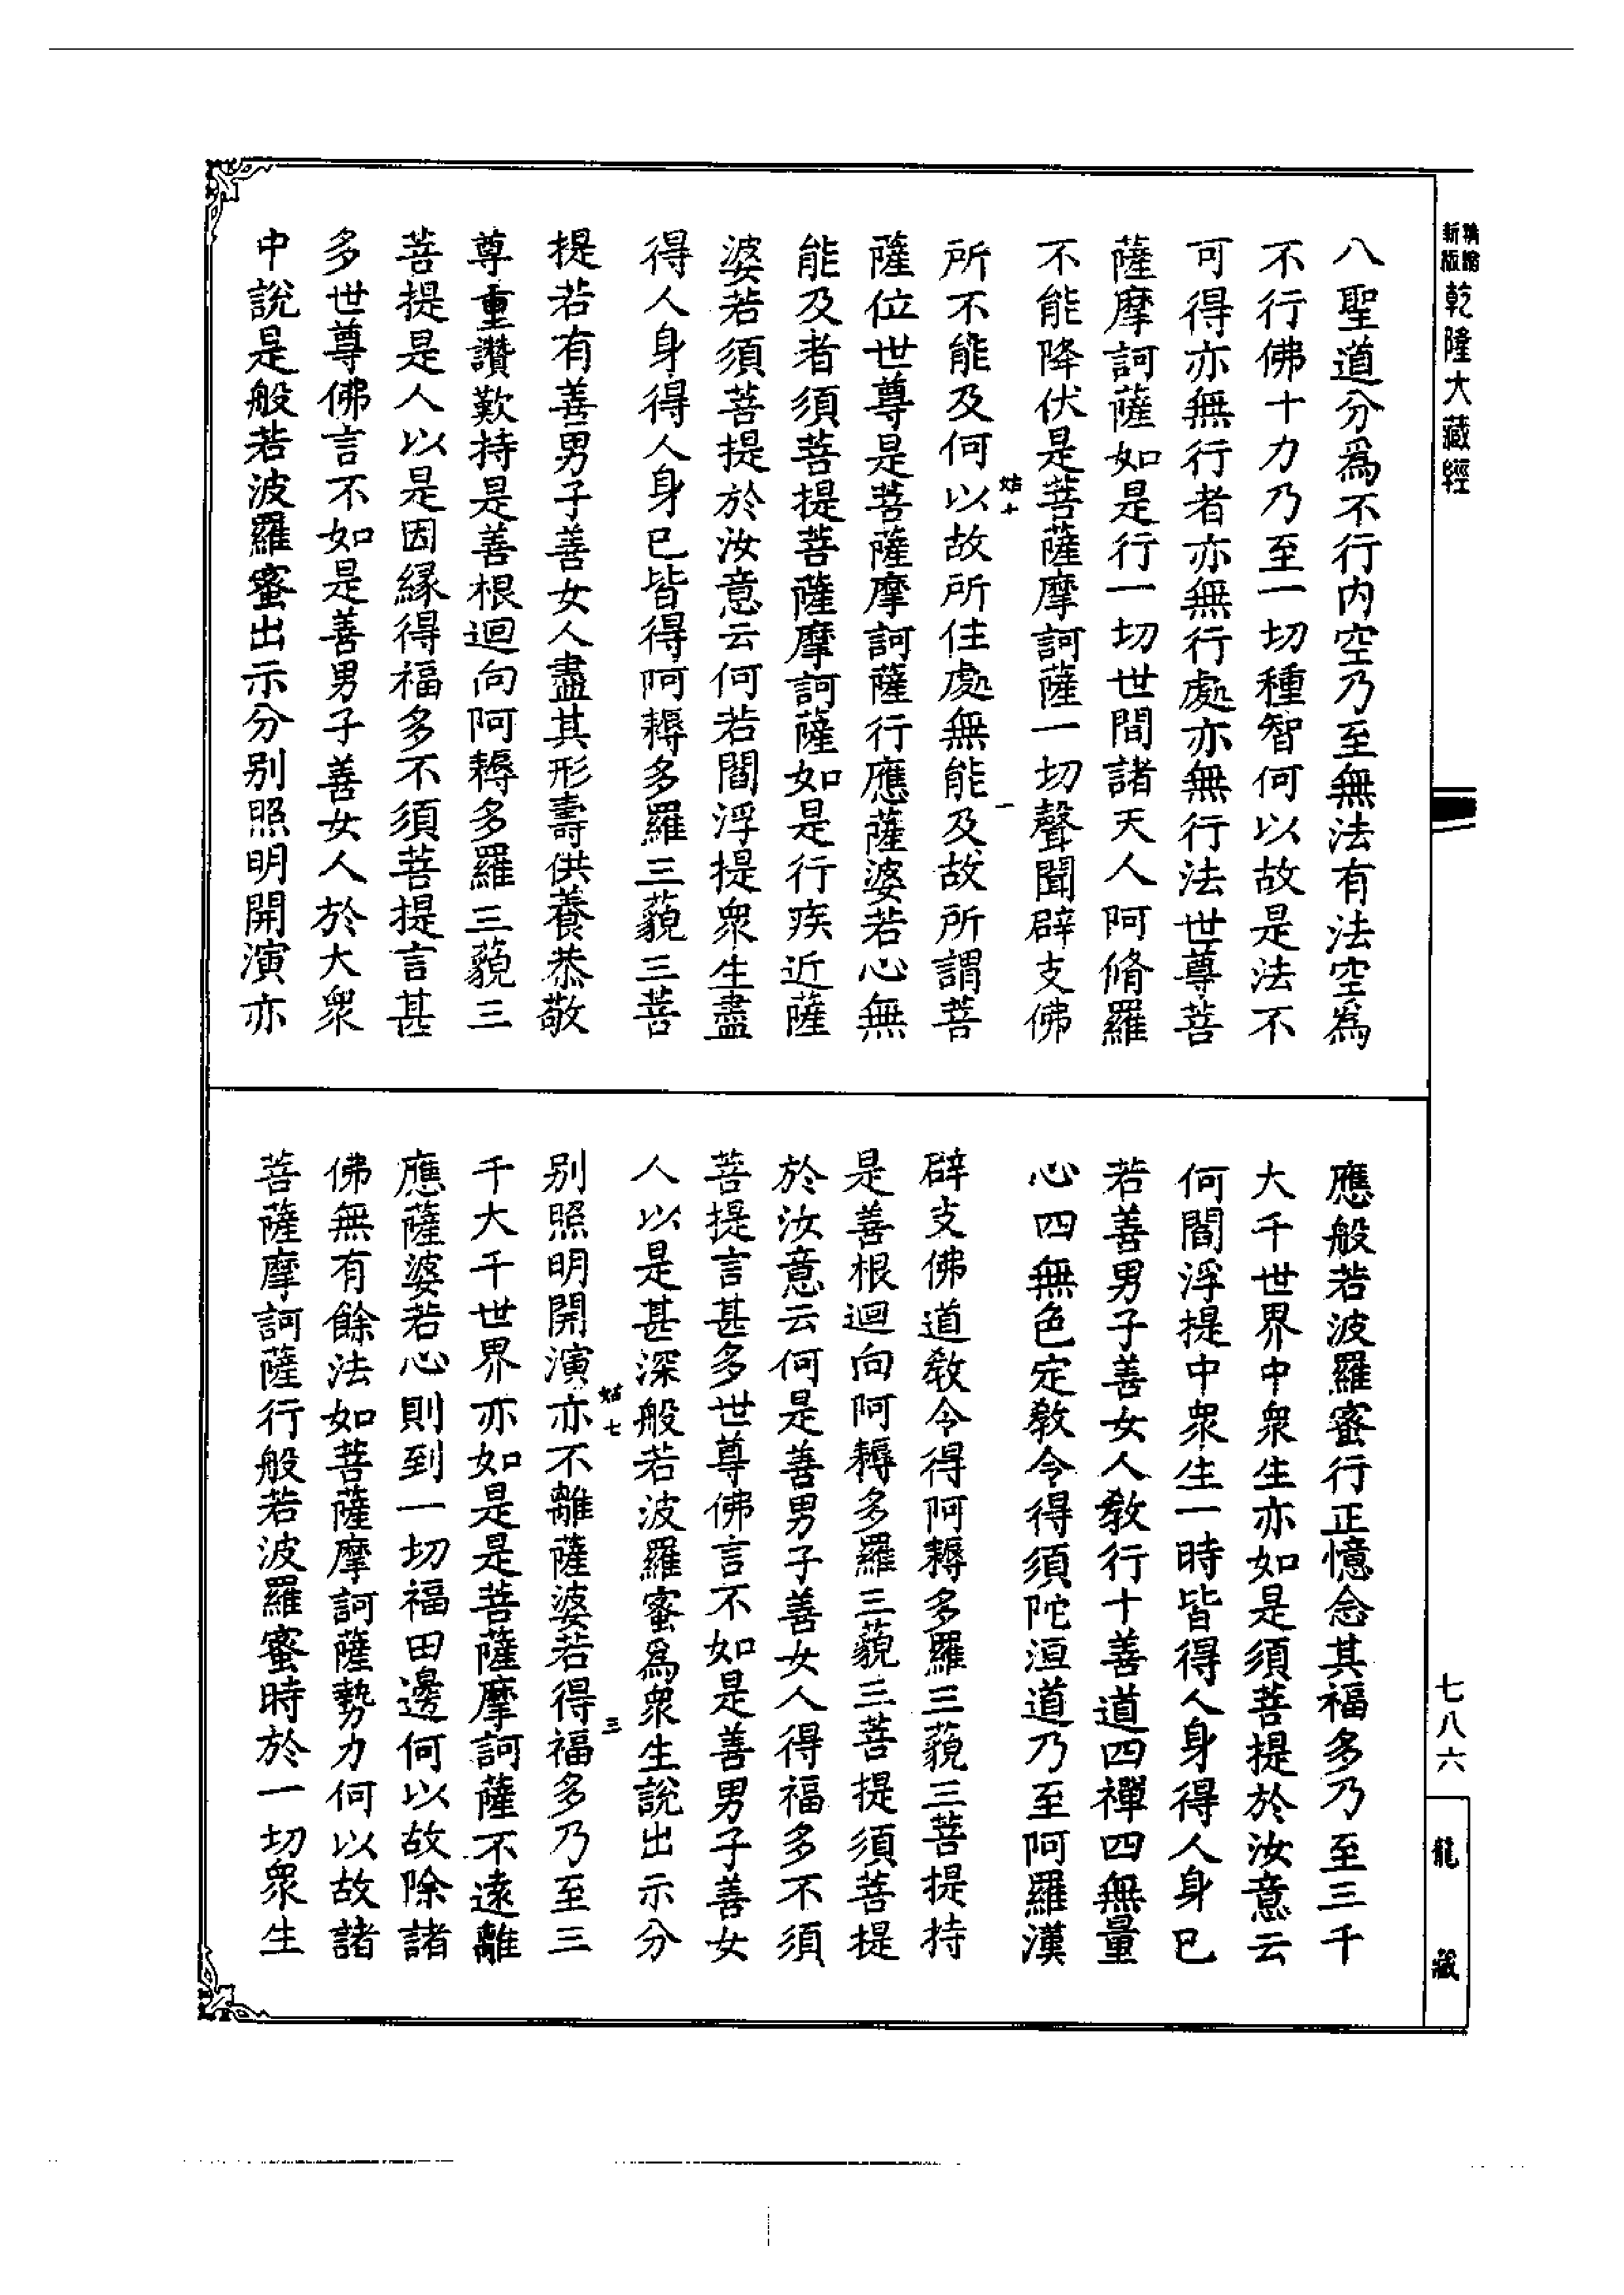 新版精縮乾隆大藏經
八聖道分爲不行内空乃至無法有法空爲
不行佛十力乃至一切種智何以故是法不
可得亦無行者亦無行處亦無行法世尊菩
薩摩訶薩如是行一切世間諸天人阿脩羅
不能降伏是菩薩摩訶薩一切聲聞辟支佛
姑十
一
所不能及何以故所住處無能及故所謂菩
薩位世尊是菩薩摩訶薩行應薩婆若心無
能及者須菩提菩薩摩訶薩如是行疾近薩
婆若須菩提於汝意云何若閻浮提衆生盡
得人身得人身已皆得阿耨多羅三藐三菩
提若有善男子善女人盡其形壽供養恭敬
尊重讚歎持是善根迴向阿耨多羅三藐三
菩提是人以是因緣得福多不須菩提言甚
多世尊佛言不如是善男子善女人於大衆
中說是般若波羅蜜出示分别照明開演亦
應般若波羅蜜行正憶念其福多乃至三千
大千世界中衆生亦如是須菩提於汝意云
何閻浮提中衆生一時皆得人身得人身已
若善男子善女人教行十善道四禪四無量
心四無色定教令得須陀洹道乃至阿羅漢
辟支佛道教令得阿耨多羅三藐三菩提持
是善根迴向阿耨多羅三藐三菩提須菩提
於汝意云何是善男子善女人得福多不須
菩提言甚多世尊佛言不如是善男子善女
人以是甚深般若波羅蜜爲衆生說出示分
姑七
三
别照明開演亦不離薩婆若得福多乃至三
千大千世界亦如是是菩薩摩訶薩不遠離
應薩婆若心則到一切福田邊何以故除諸
佛無有餘法如菩薩摩訶薩勢力何以故諸
菩薩摩訶薩行般若波羅蜜時於一切衆生
七八六
龍藏